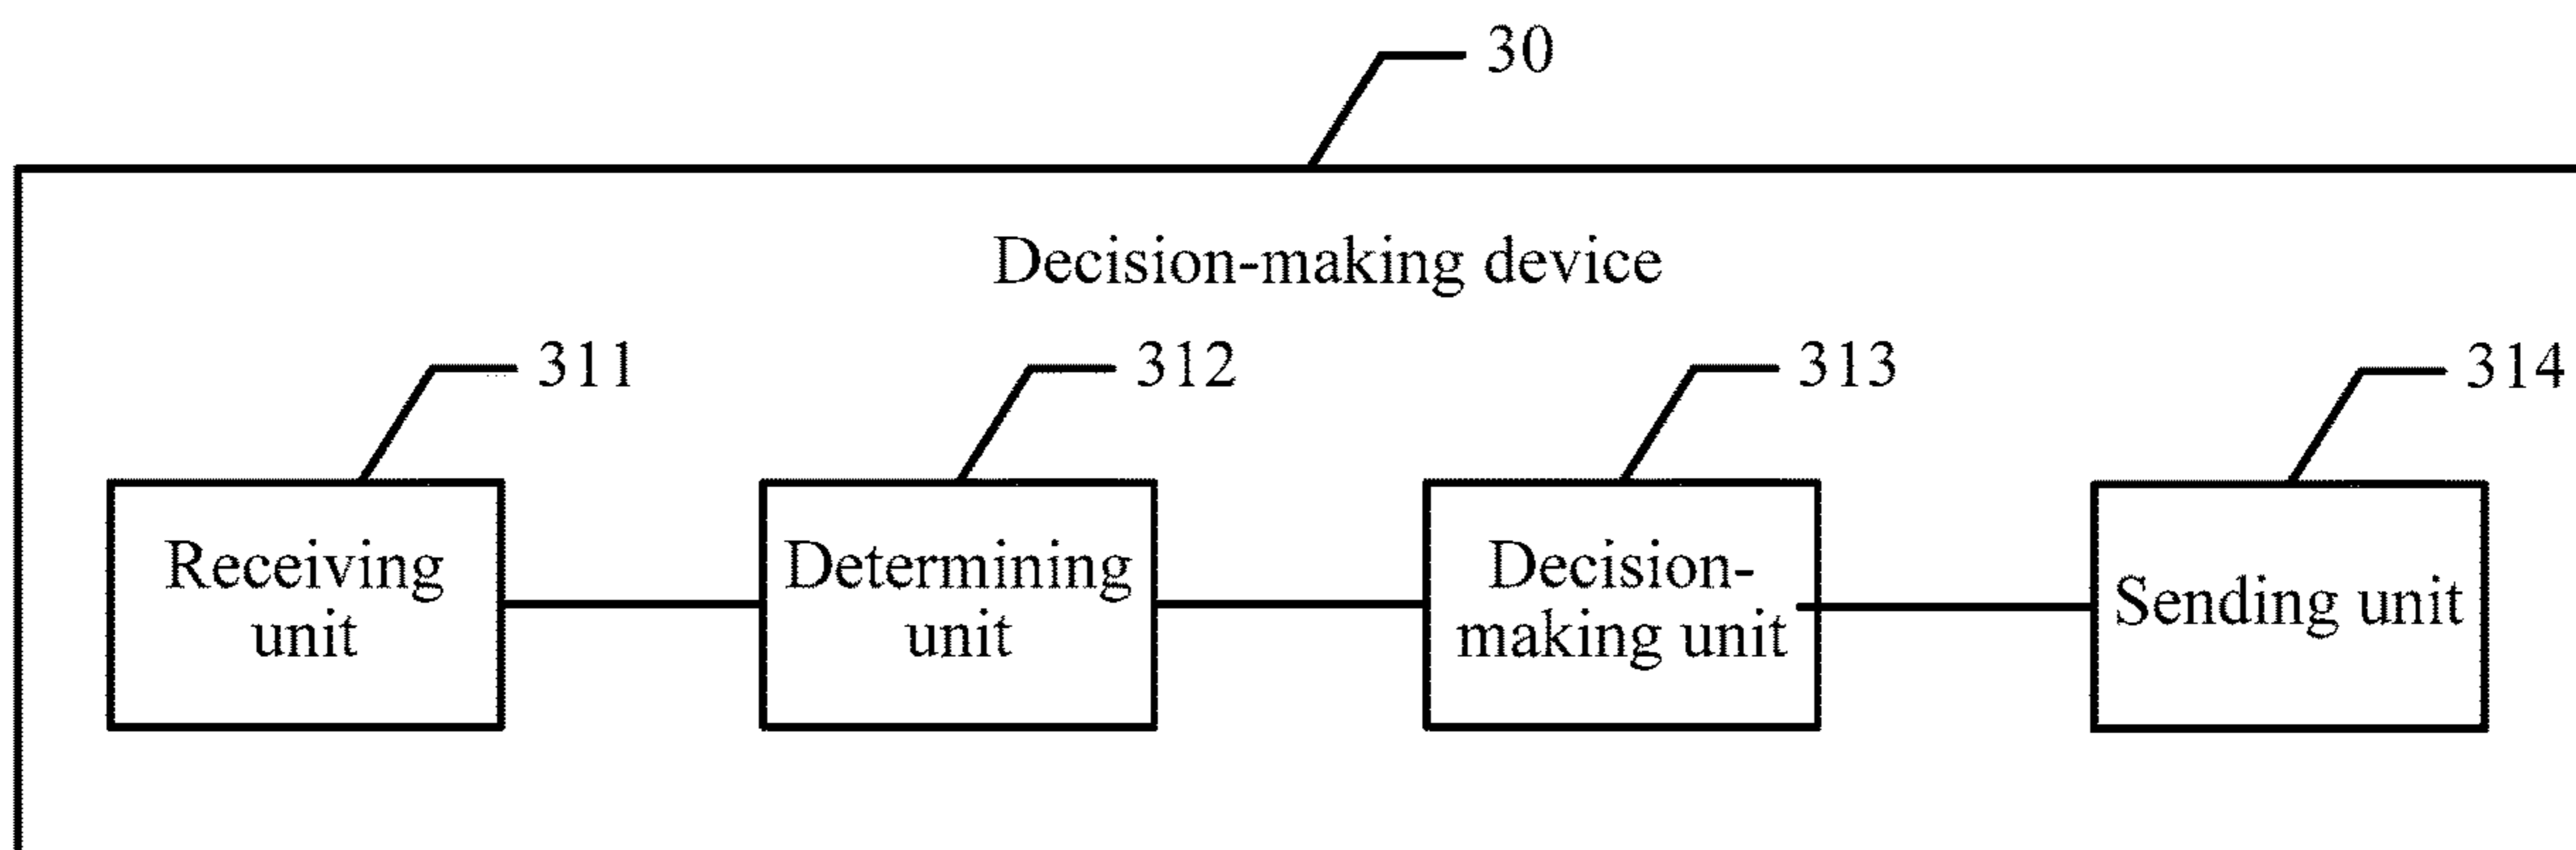 30
Decision-making device
311
312
313
314
Receiving
unit
Determining
unit
Decision-
making unit
Sending unit